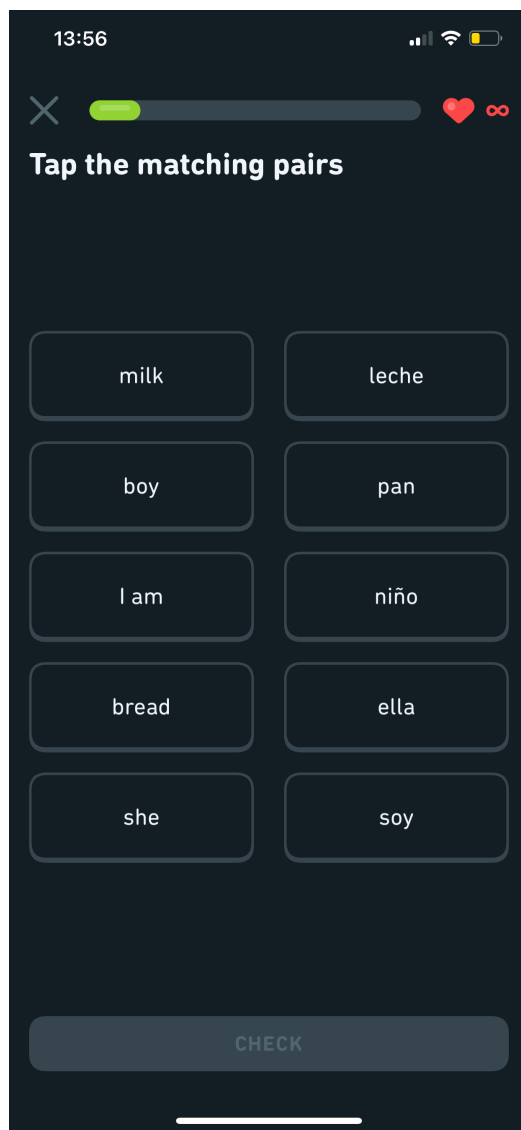 13:56
Tap the matching pairs
milk
leche
boy
pan
I am
niño
bread
ella
she
soy
CHECK